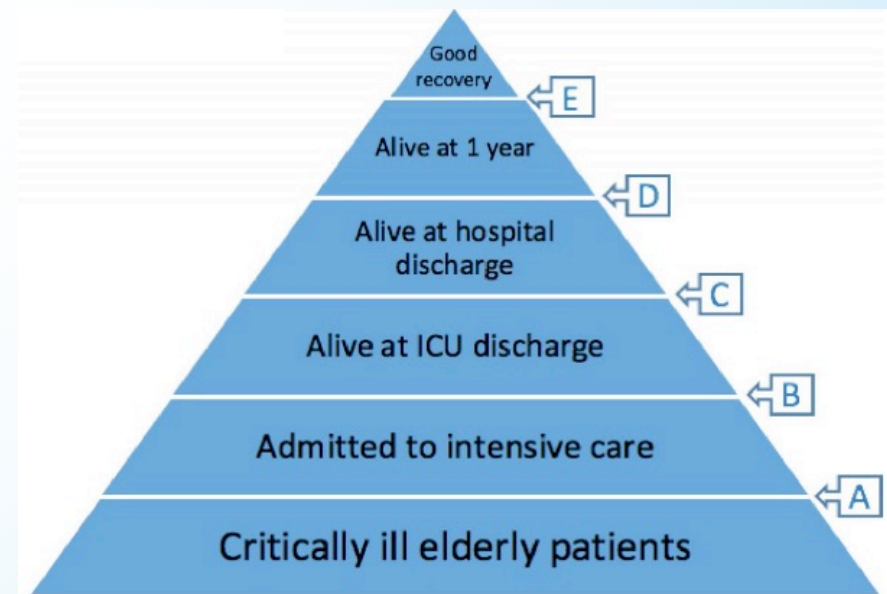 Good
recovery
E
Alive at 1 year
D
Alive at hospital
discharge
C
Alive at ICU discharge
B
Admitted to intensive care
A
Critically ill elderly patients